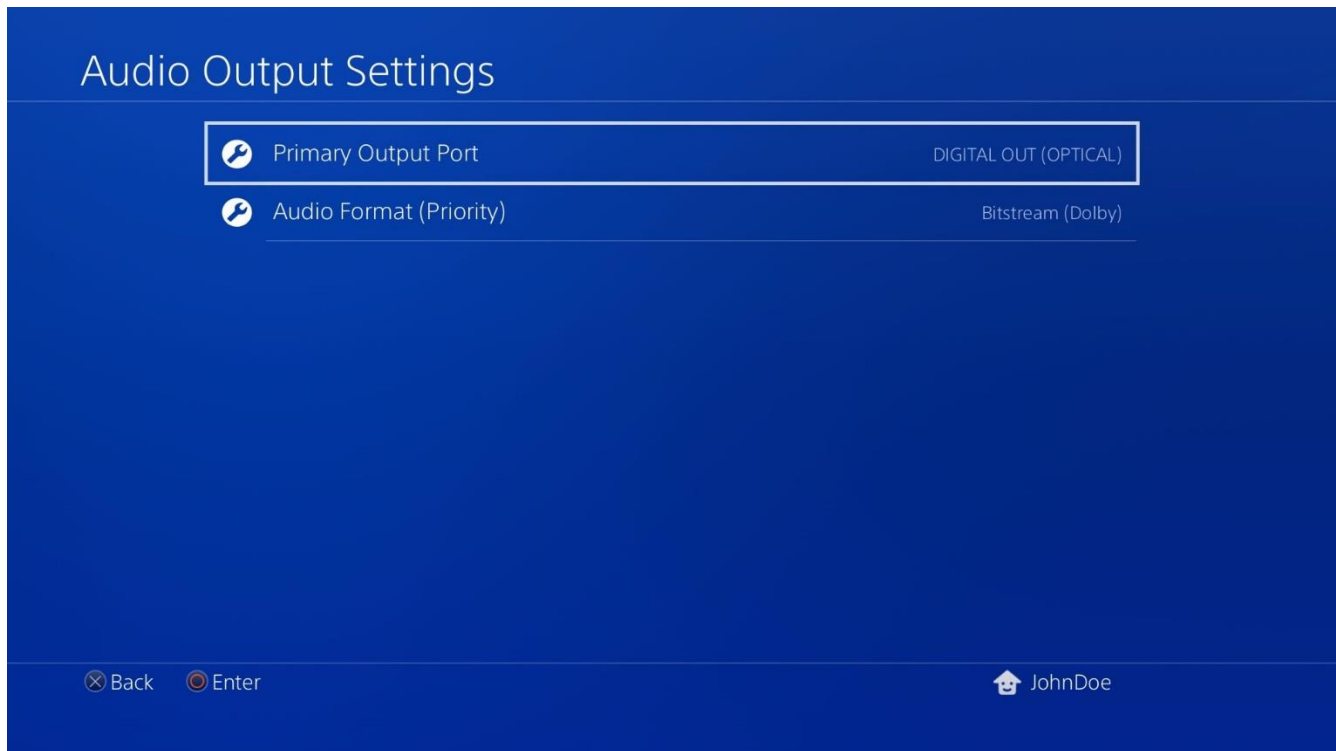 Audio Output Settings
Primary Output Port DIGITAL OUT (OPTICAL)
Audio Format (Priority) Bitstream (Dolby)
Back Enter JohnDoe